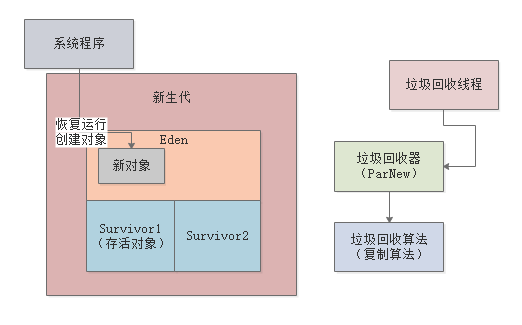 系统程序
新生代
恢复运行
创建对象
Eden
新对象
Survivor1
（存活对象）
Survivor2
垃圾回收线程
垃圾回收器
（ParNew）
垃圾回收算法
（复制算法）